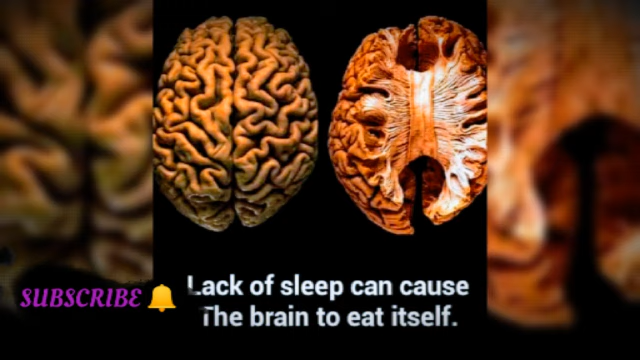 Lack of sleep can cause
The brain to eat itself.
SUBSCRIBE